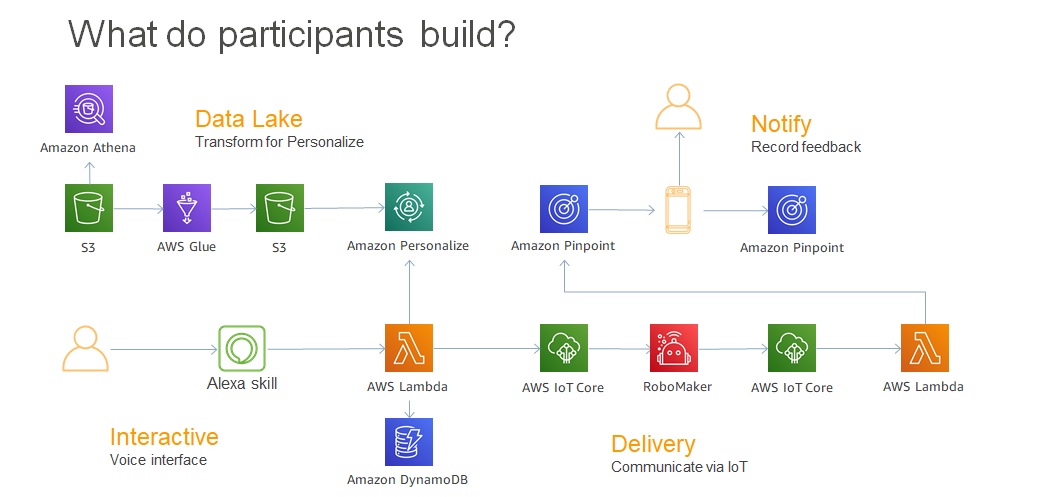 What do participants build?
Data Lake
Transform for Personalize
Notify
Record feedback
Amazon Athena
S3
AWS Glue
S3
Amazon Personalize
Amazon Pinpoint
Amazon Pinpoint
Alexa skill
AWS Lambda
AWS IoT Core
RoboMaker
AWS IoT Core
AWS Lambda
Interactive
Voice interface
Delivery
Communicate via IoT
Amazon DynamoDB